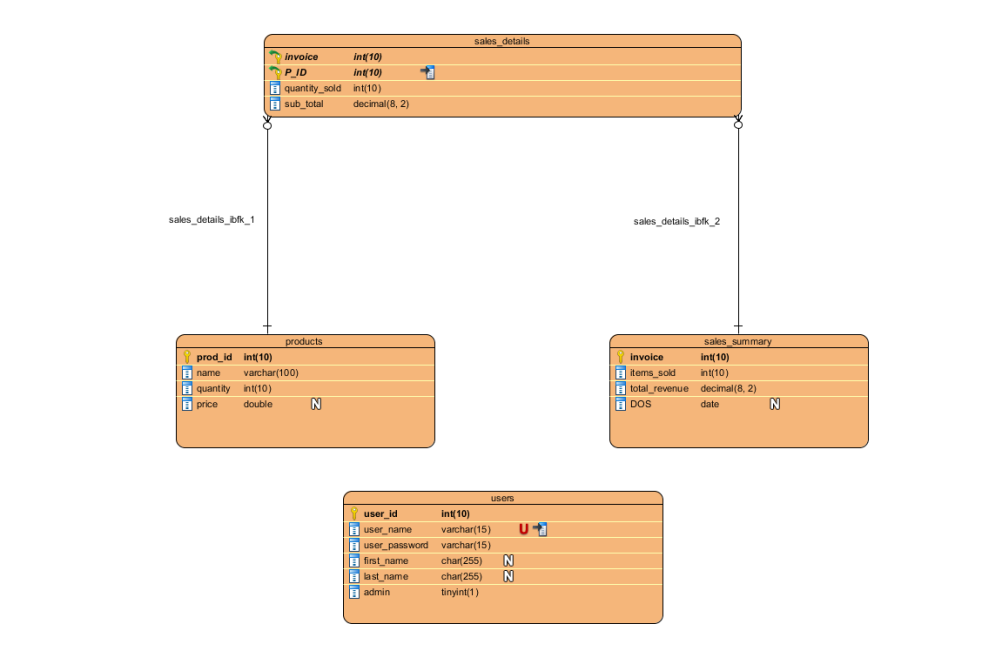 sales_details
invoice int(10)
P_ID int(10)
quantity_sold int(10)
sub_total decimal(8, 2)
sales_details_ibfk_1
sales_details_ibfk_2
products
prod_id int(10)
name varchar(100)
quantity int(10)
price double N
sales_summary
invoice int(10)
items_sold int(10)
total_revenue decimal(8, 2)
DOS date N
users
user_id int(10)
user_name varchar(15) U
user_password varchar(15)
first_name char(255) N
last_name char(255) N
admin tinyint(1)